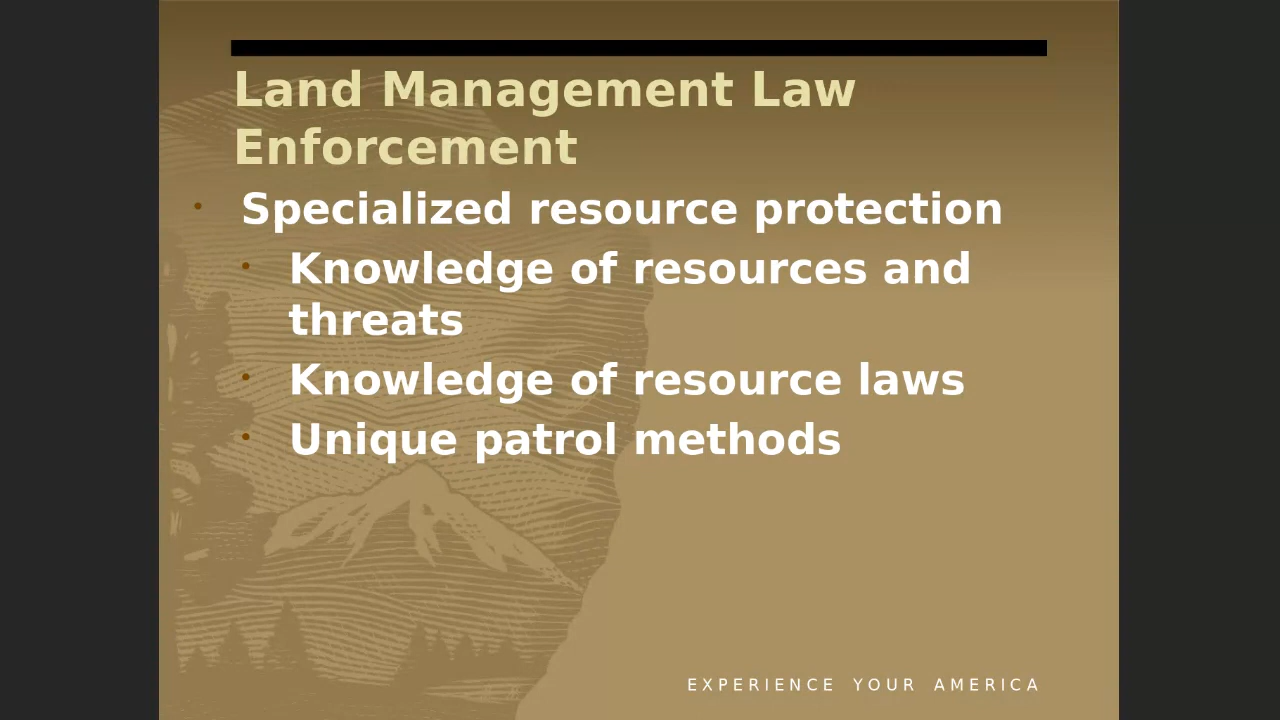 Land Management Law
Enforcement
• Specialized resource protection
• Knowledge of resources and
threats
• Knowledge of resource laws
• Unique patrol methods
EXPERIENCE YOUR AMERICA